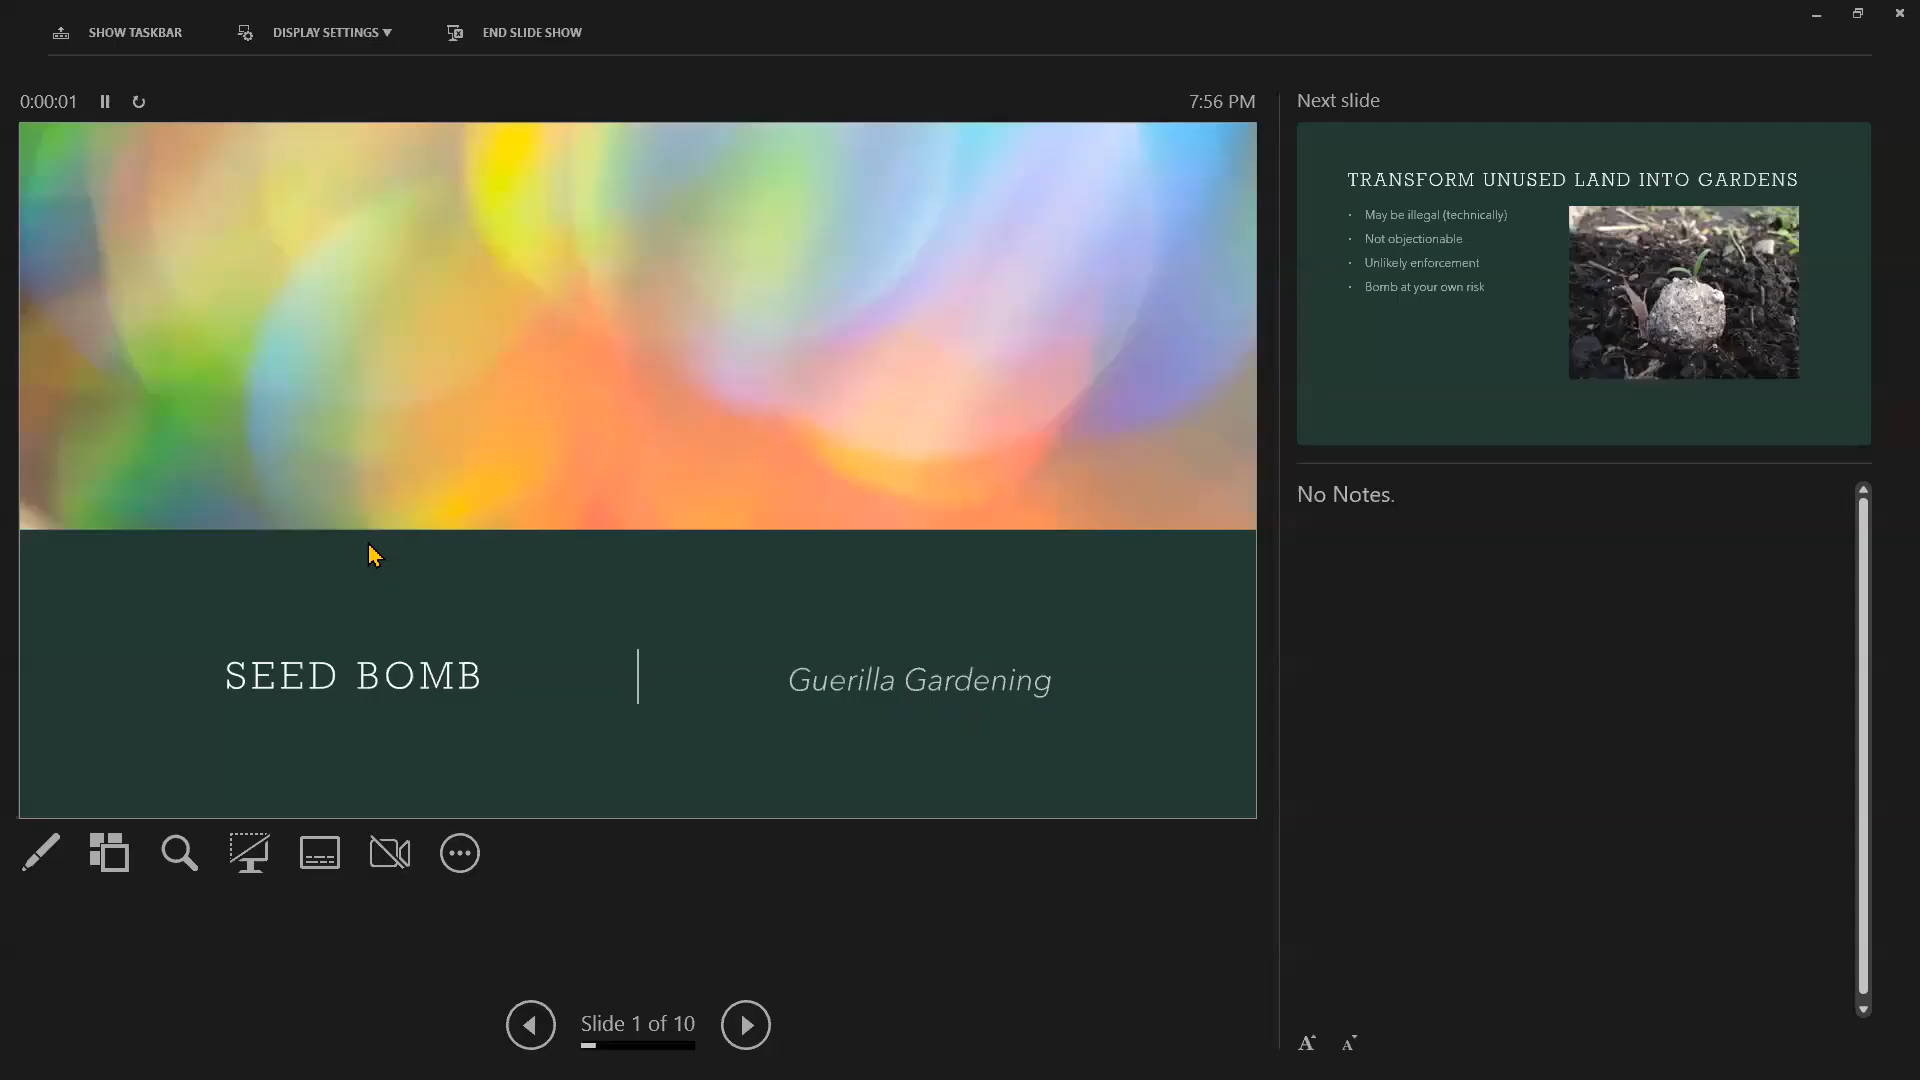 SHOW TASKBAR
DISPLAY SETTINGS ▼
END SLIDE SHOW
0:00:01
7:56 PM
SEED BOMB
Guerilla Gardening
Slide 1 of 10
Next slide
TRANSFORM UNUSED LAND INTO GARDENS
• May be illegal (technically)
• Not objectionable
• Unlikely enforcement
• Bomb at your own risk
No Notes.
A A